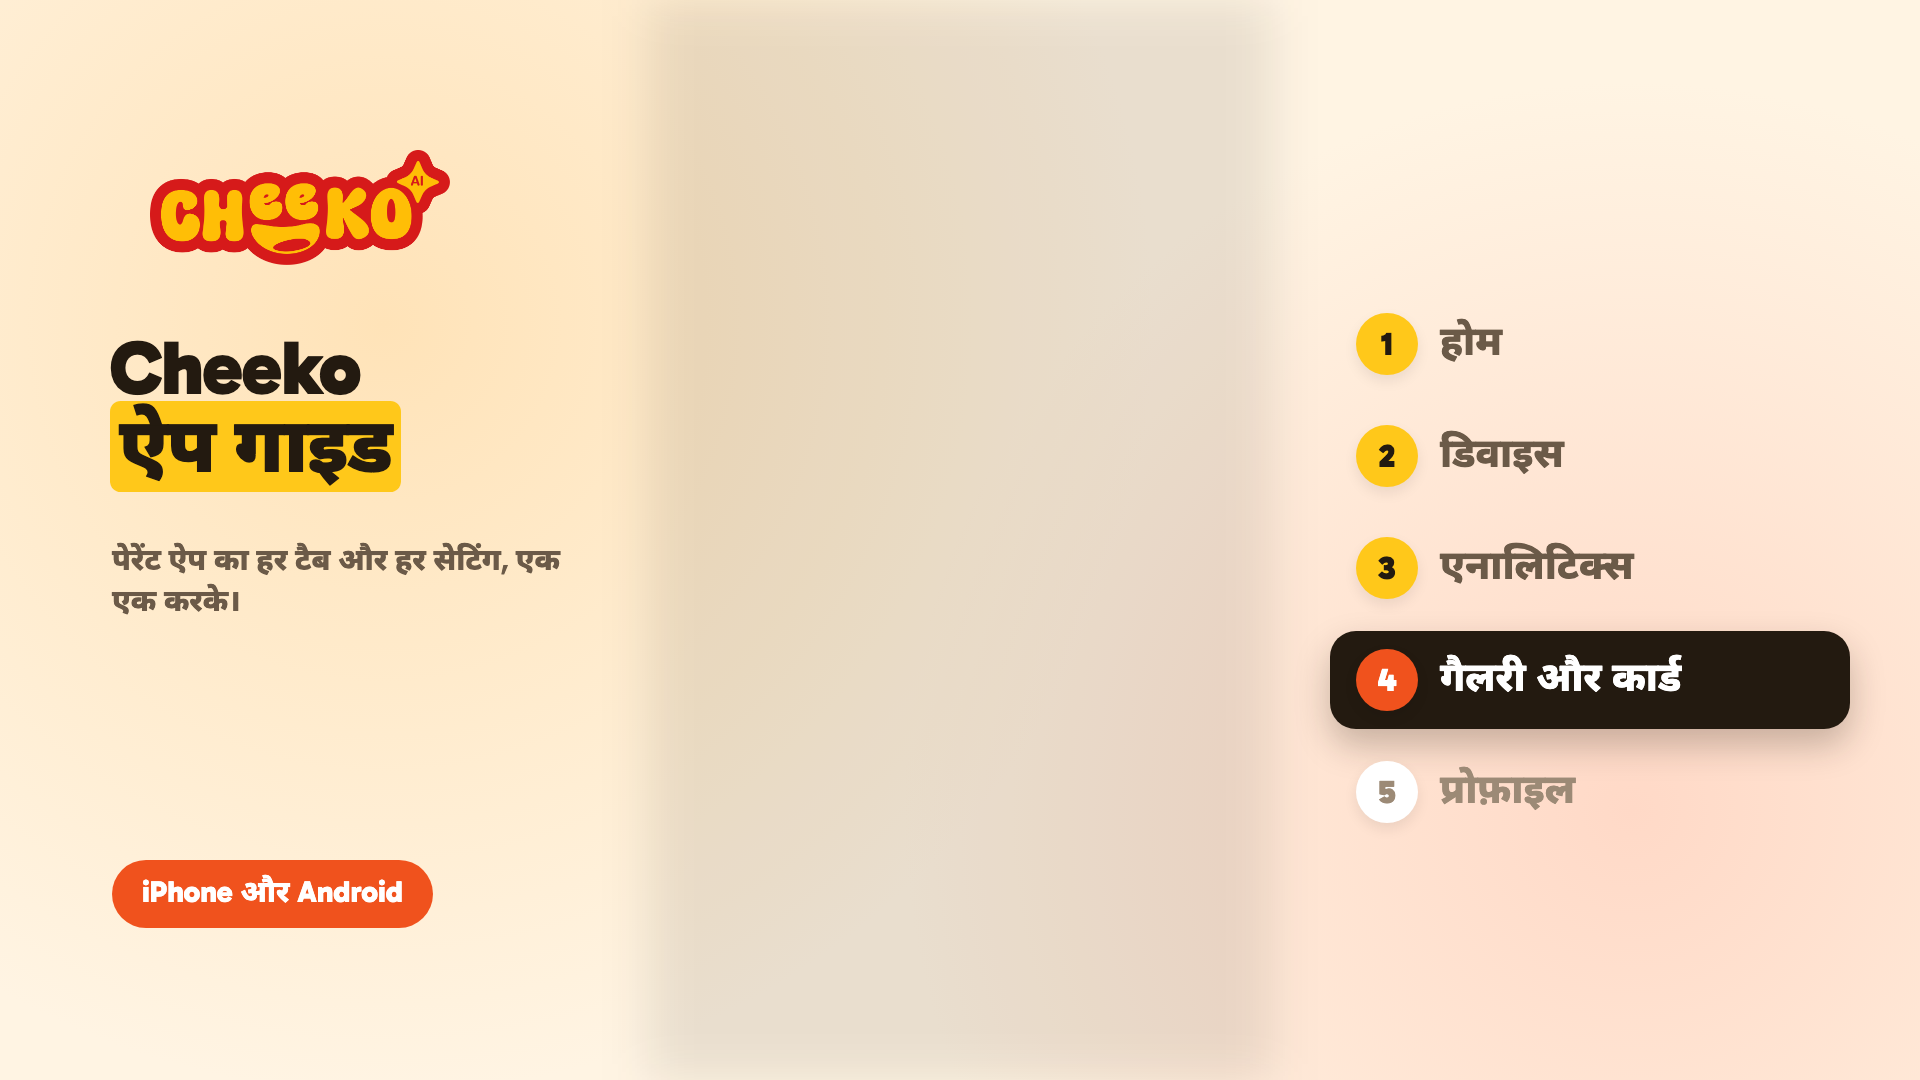 CHeeKO AI
Cheeko
ऐप गाइड
पेरेंट ऐप का हर टैब और हर सेटिंग, एक
एक करके।
iPhone और Android
1 होम
2 डिवाइस
3 एनालिटिक्स
4 गैलरी और कार्ड
5 प्रोफ़ाइल